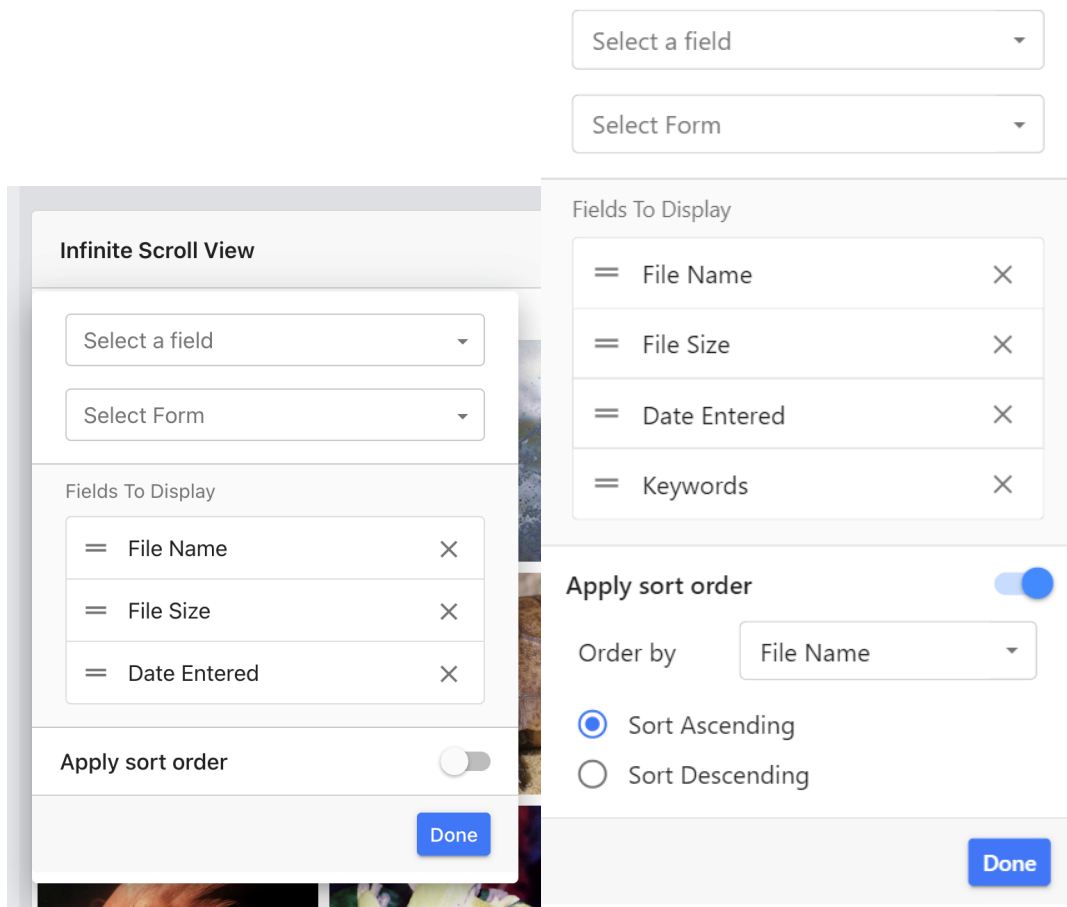 Infinite Scroll View
Select a field
Select Form
Fields To Display
File Name
File Size
Date Entered
Apply sort order
Done
Select a field
Select Form
Fields To Display
File Name
File Size
Date Entered
Keywords
Apply sort order
Order by File Name
Sort Ascending
Sort Descending
Done